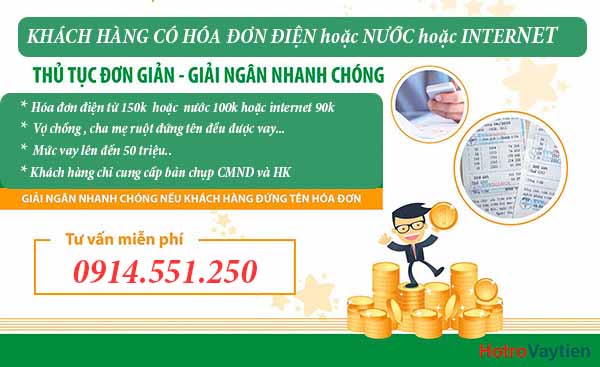 KHÁCH HÀNG CÓ HÓA ĐƠN ĐIỆN hoặc NƯỚC hoặc INTERNET
THỦ TỤC ĐƠN GIẢN - GIẢI NGÂN NHANH CHÓNG
* Hóa đơn điện từ 150k hoặc nước 100k hoặc internet 90k
* Vợ chồng , cha mẹ ruột đứng tên đều được vay...
* Mức vay lên đến 50 triệu..
* Khách hàng chỉ cung cấp bản chụp CMND và HK
GIẢI NGÂN NHANH CHÓNG NẾU KHÁCH HÀNG ĐỨNG TÊN HÓA ĐƠN
Tư vấn miễn phí
0914.551.250
HotroVaytien